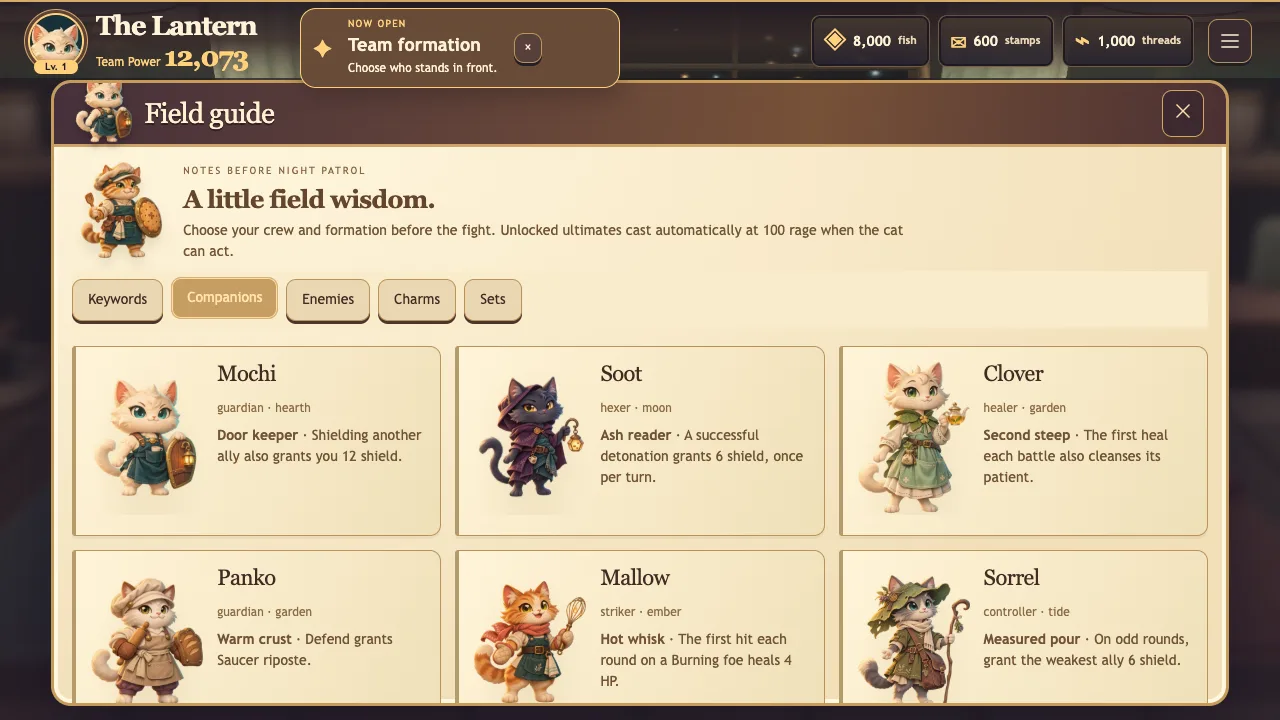 The Lantern
Lv. 1
Team Power 12,073
NOW OPEN
Team formation
Choose who stands in front.
×
8,000 fish
600 stamps
1,000 threads
Field guide
NOTES BEFORE NIGHT PATROL
A little field wisdom.
Choose your crew and formation before the fight. Unlocked ultimates cast automatically at 100 rage when the cat
can act.
Keywords
Companions
Enemies
Charms
Sets
Mochi
guardian · hearth
Door keeper · Shielding another
ally also grants you 12 shield.
Soot
hexer · moon
Ash reader · A successful
detonation grants 6 shield, once
per turn.
Clover
healer · garden
Second steep · The first heal
each battle also cleanses its
patient.
Panko
guardian · garden
Warm crust · Defend grants
Saucer riposte.
Mallow
striker · ember
Hot whisk · The first hit each
round on a Burning foe heals 4
HP.
Sorrel
controller · tide
Measured pour · On odd rounds,
grant the weakest ally 6 shield.